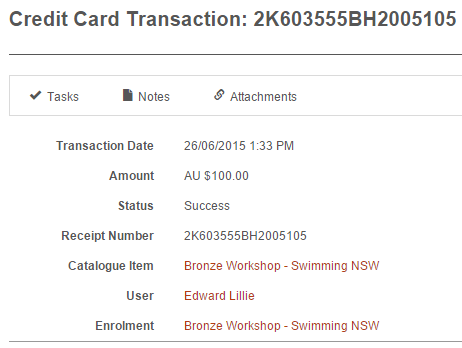 Credit Card Transaction: 2K603555BH2005105
Tasks Notes Attachments
Transaction Date 26/06/2015 1:33 PM
Amount AU $100.00
Status Success
Receipt Number 2K603555BH2005105
Catalogue Item Bronze Workshop - Swimming NSW
User Edward Lillie
Enrolment Bronze Workshop - Swimming NSW